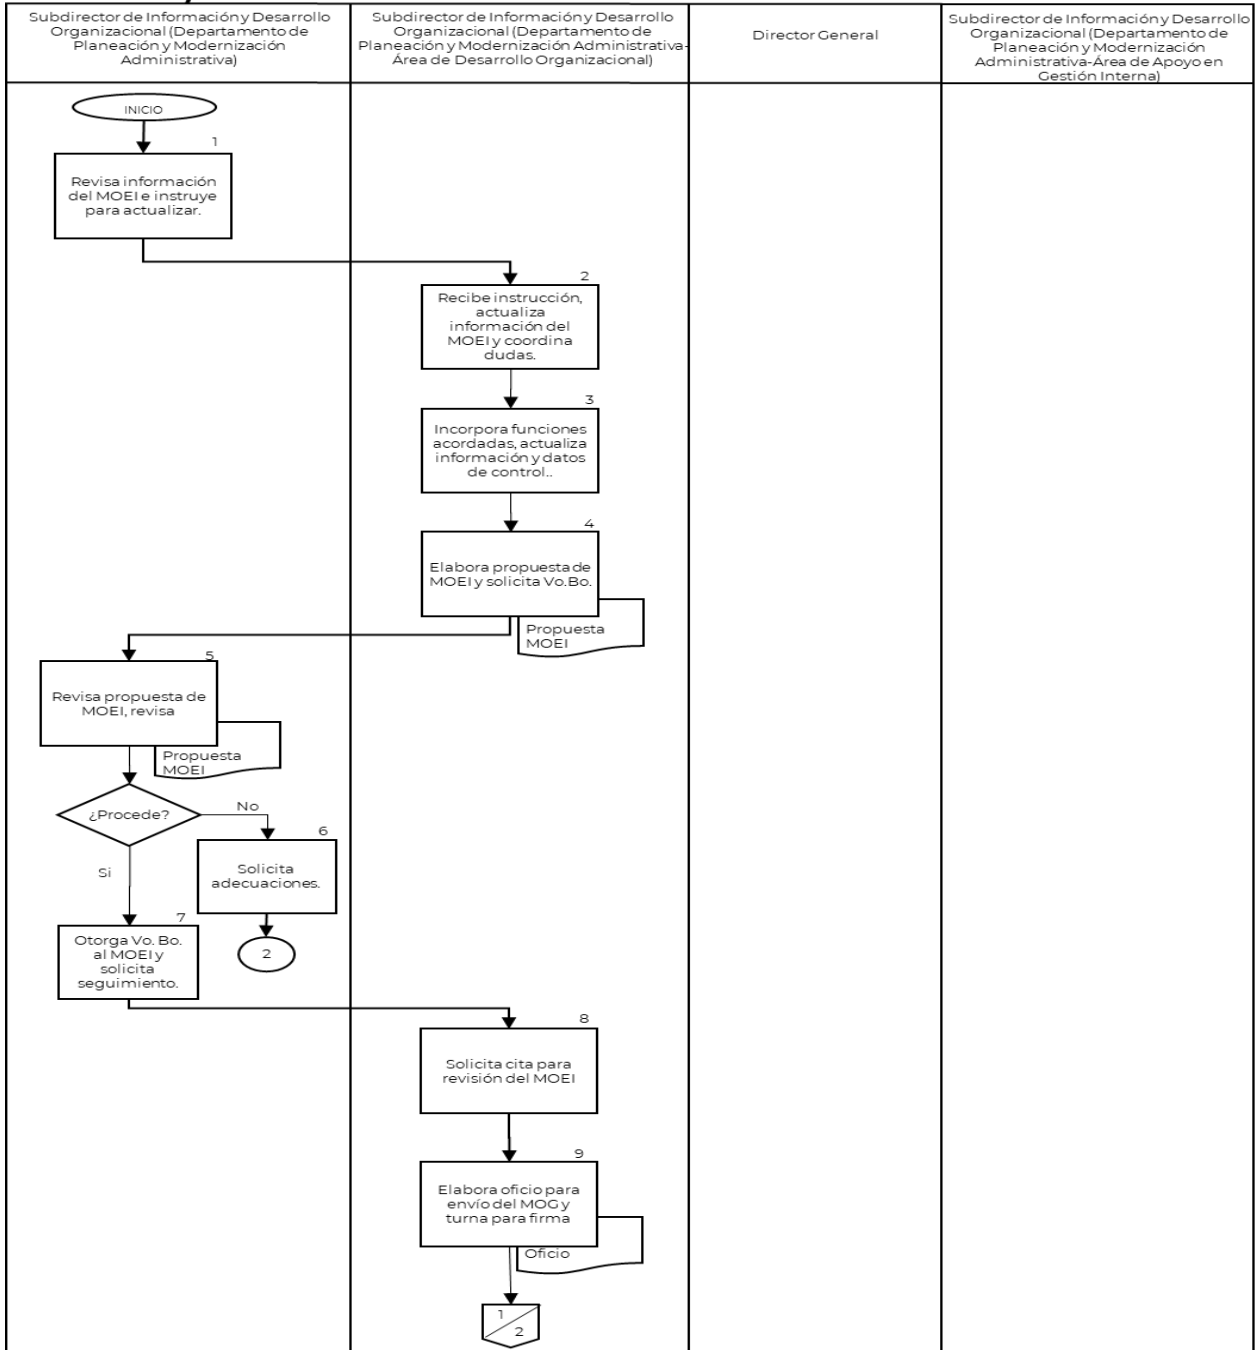 Subdirector de Información y Desarrollo
Organizacional (Departamento de
Planeación y Modernización
Administrativa)
Subdirector de Información y Desarrollo
Organizacional (Departamento de
Planeación y Modernización Administrativa-
Área de Desarrollo Organizacional)
Director General
Subdirector de Información y Desarrollo
Organizacional (Departamento de
Planeación y Modernización
Administrativa-Área de Apoyo en
Gestión Interna)
INICIO
1
Revisa información
del MOEI e instruye
para actualizar.
2
Recibe instrucción,
actualiza
información del
MOEI y coordina
dudas.
3
Incorpora funciones
acordadas, actualiza
información y datos
de control..
4
Elabora propuesta de
MOEI y solicita Vo.Bo.
Propuesta
MOEI
5
Revisa propuesta de
MOEI, revisa
Propuesta
MOEI
¿Procede?
No
6
Solicita
adecuaciones.
2
Si
7
Otorga Vo. Bo.
al MOEI y
solicita
seguimiento.
8
Solicita cita para
revisión del MOEI
9
Elabora oficio para
envío del MOG y
turna para firma
Oficio
1
2